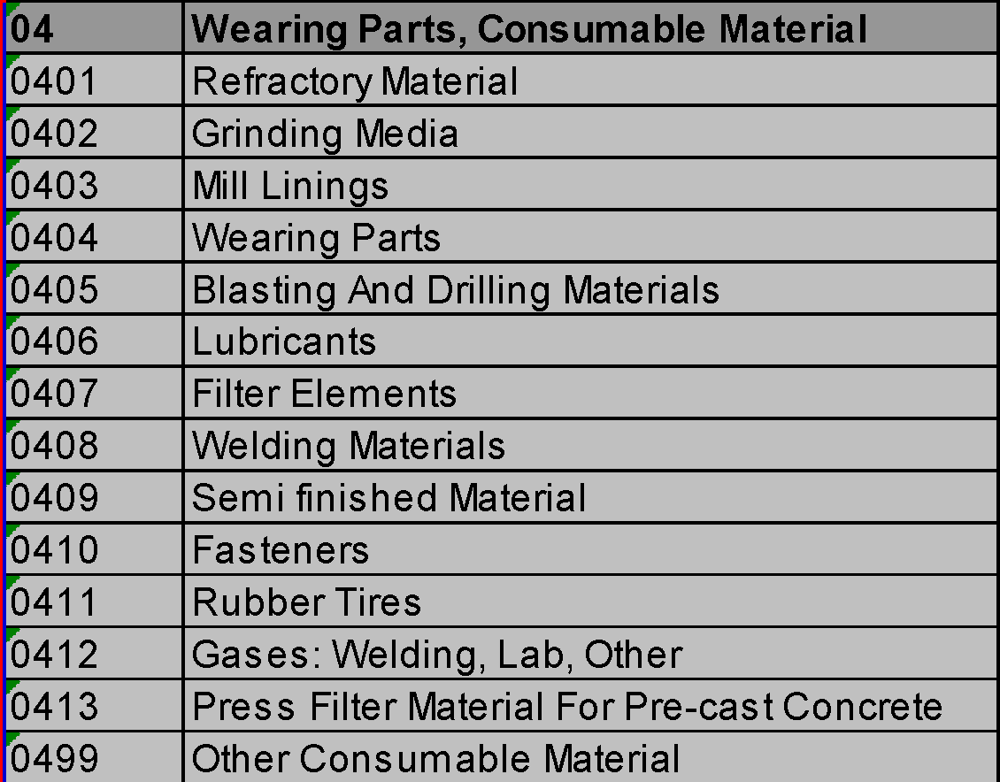 04 Wearing Parts, Consumable Material
0401 Refractory Material
0402 Grinding Media
0403 Mill Linings
0404 Wearing Parts
0405 Blasting And Drilling Materials
0406 Lubricants
0407 Filter Elements
0408 Welding Materials
0409 Semi finished Material
0410 Fasteners
0411 Rubber Tires
0412 Gases: Welding, Lab, Other
0413 Press Filter Material For Pre-cast Concrete
0499 Other Consumable Material